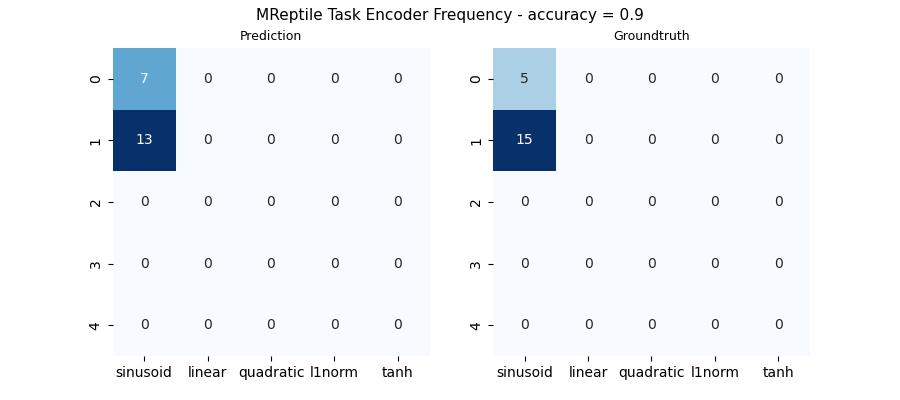 MReptile Task Encoder Frequency - accuracy = 0.9
Prediction Groundtruth
0 7 0 0 0 0 0 5 0 0 0 0
1 13 0 0 0 0 1 15 0 0 0 0
2 0 0 0 0 0 2 0 0 0 0 0
3 0 0 0 0 0 3 0 0 0 0 0
4 0 0 0 0 0 4 0 0 0 0 0
sinusoid linear quadratic l1norm tanh sinusoid linear quadratic l1norm tanh